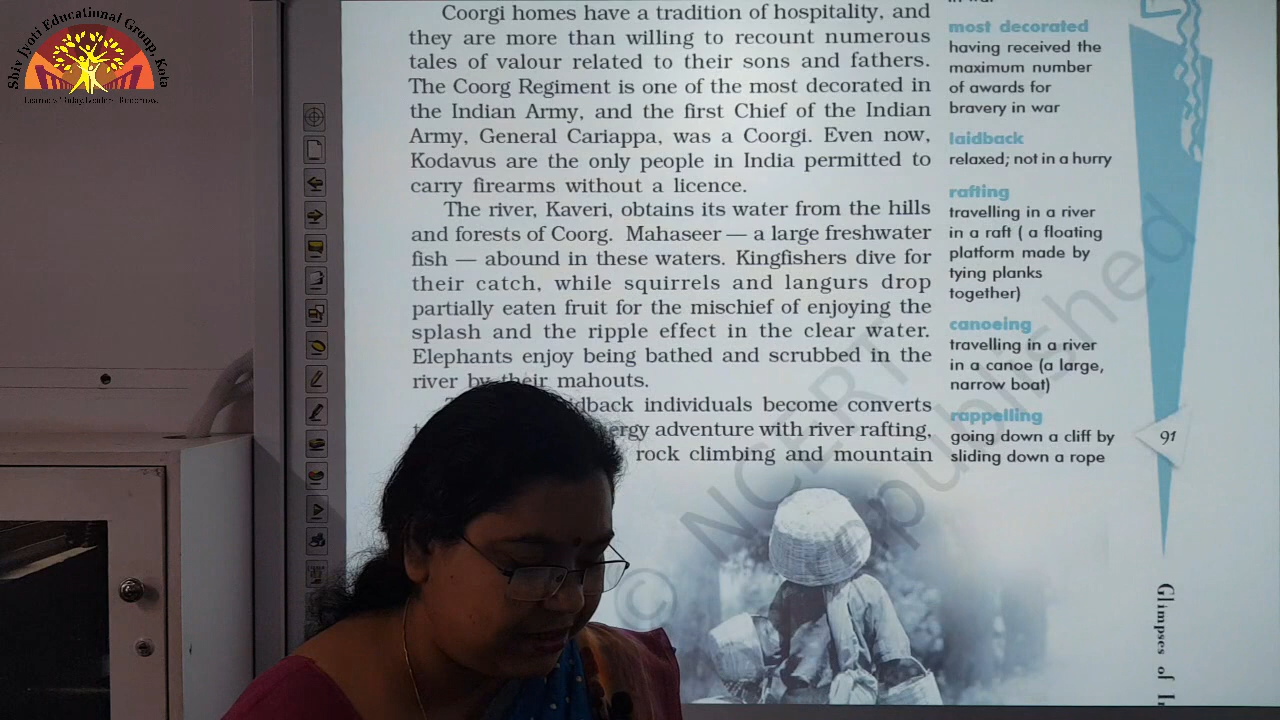 Shiv Jyoti Educational Group, Kota
Coorgi homes have a tradition of hospitality, and
they are more than willing to recount numerous
tales of valour related to their sons and fathers.
The Coorg Regiment is one of the most decorated in
the Indian Army, and the first Chief of the Indian
Army, General Cariappa, was a Coorgi. Even now,
Kodavus are the only people in India permitted to
carry firearms without a licence.
The river, Kaveri, obtains its water from the hills
and forests of Coorg. Mahaseer — a large freshwater
fish — abound in these waters. Kingfishers dive for
their catch, while squirrels and langurs drop
partially eaten fruit for the mischief of enjoying the
splash and the ripple effect in the clear water.
Elephants enjoy being bathed and scrubbed in the
river by their mahouts.
individuals become converts
adventure with river rafting,
rock climbing and mountain
most decorated
having received the
maximum number
of awards for
bravery in war
laidback
relaxed; not in a hurry
rafting
travelling in a river
in a raft ( a floating
platform made by
tying planks
together)
canoeing
travelling in a river
in a canoe (a large,
narrow boat)
rappelling
going down a cliff by
sliding down a rope
91
Glimpses of
© NCERT
published